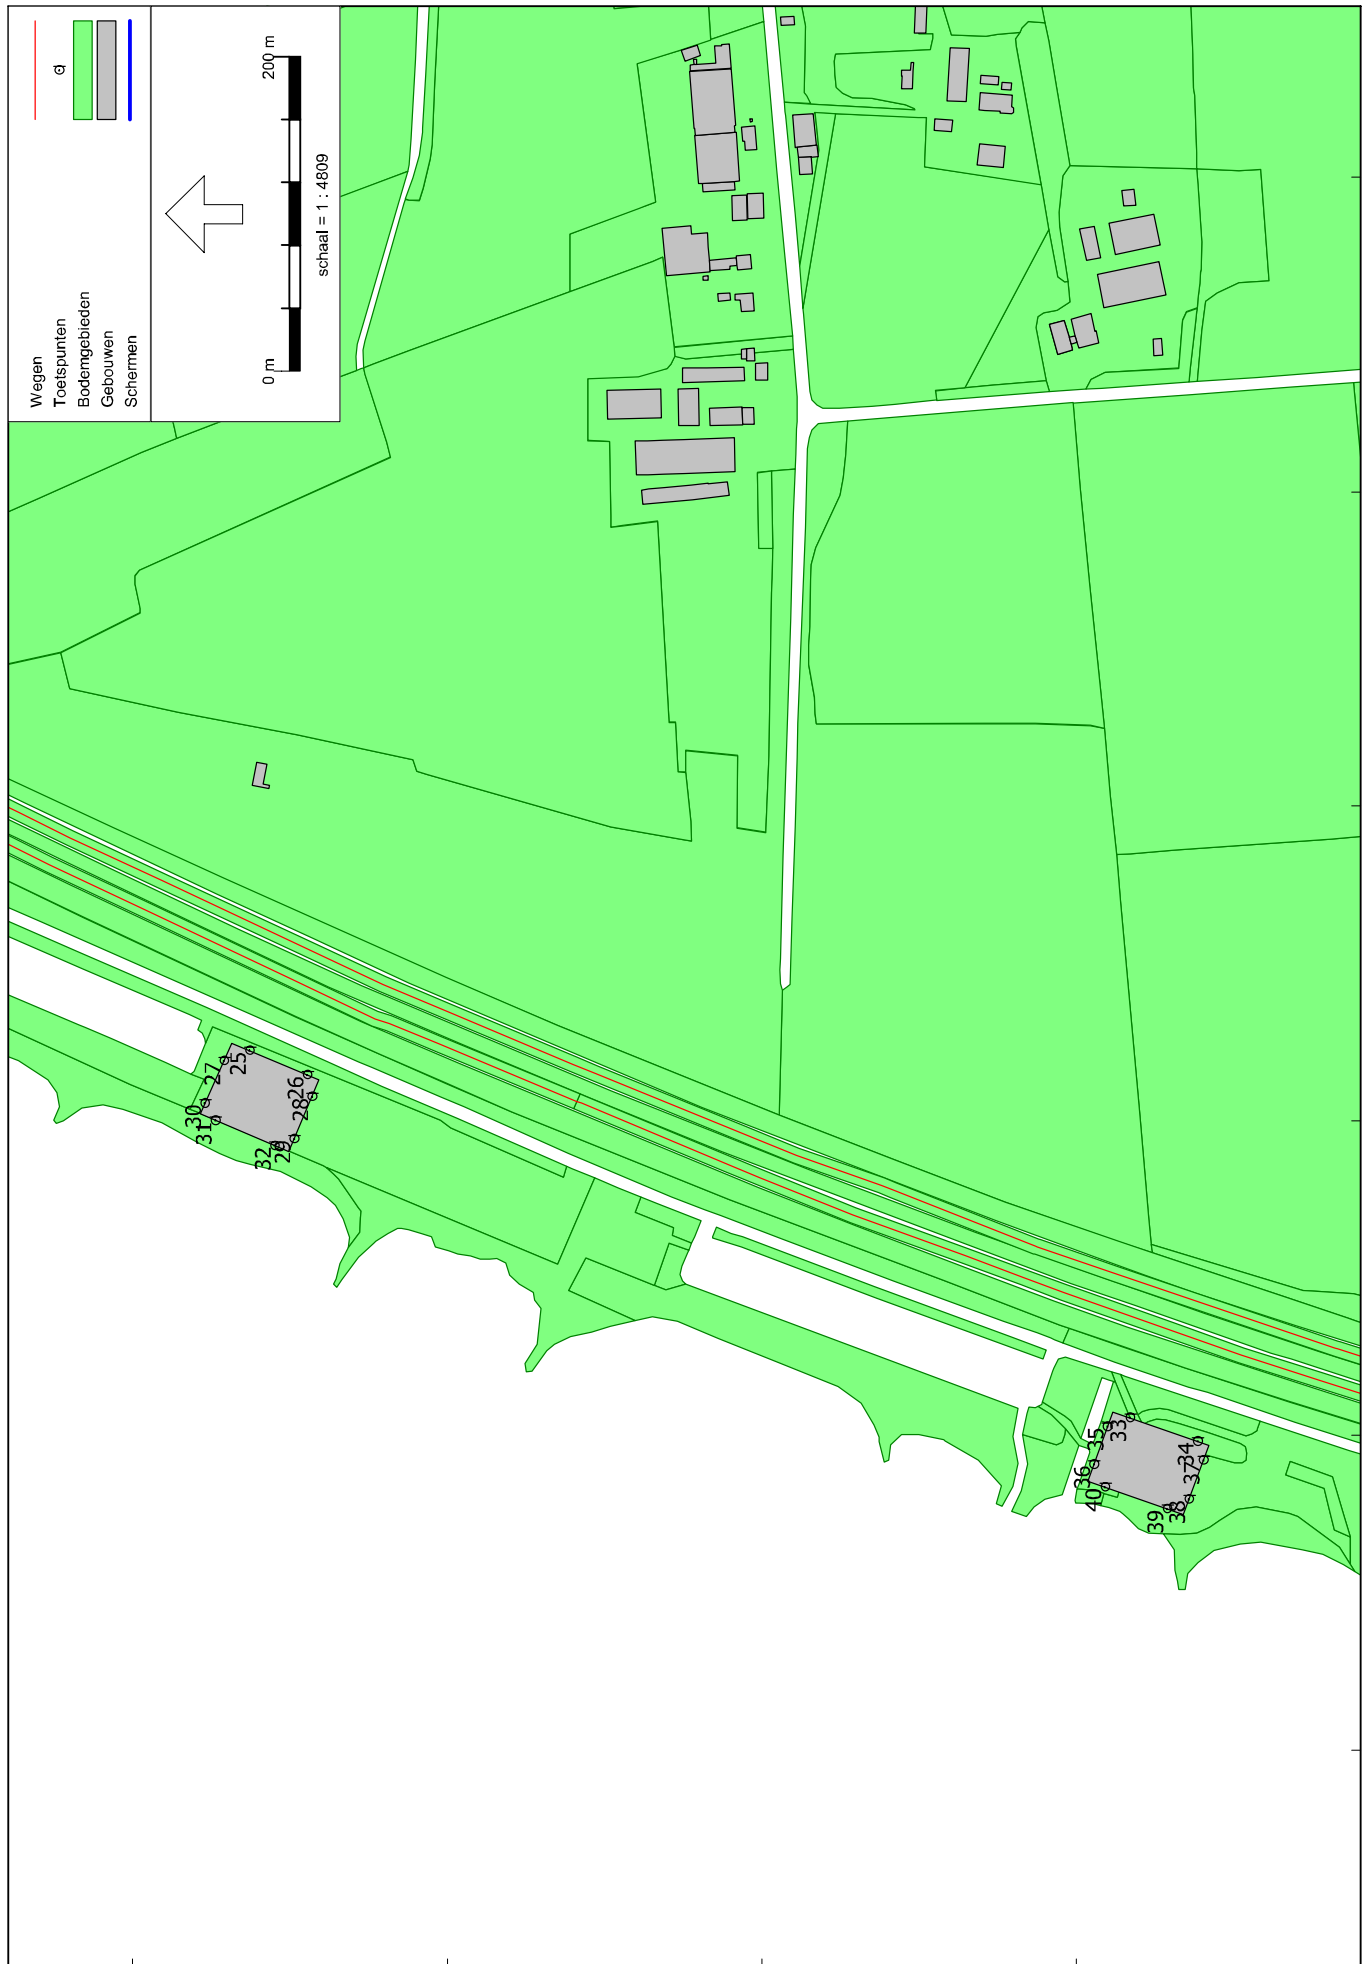 Wegen
Toetspunten
Bodemgebieden
Gebouwen
Schermen
0 m 200 m
schaal = 1 : 4809
25
26
27
28
29
30
31
32
33
34
35
36
37
38
39
40